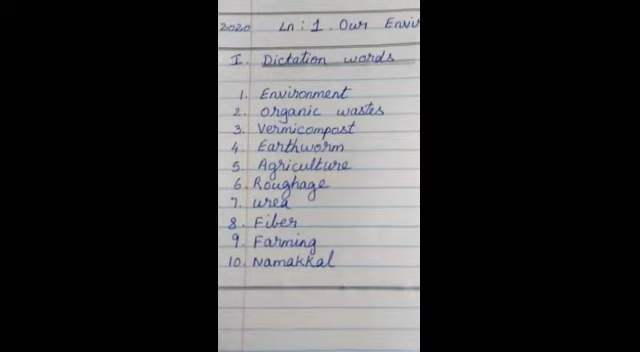 2020 Ln : 1. Our
I. Dictation words
1. Environment
2. Organic wastes
3. Vermicompost
4. Earthworm
5. Agriculture
6. Roughage
7. urea
8. Fiber
9. Farming
10. Namakkal